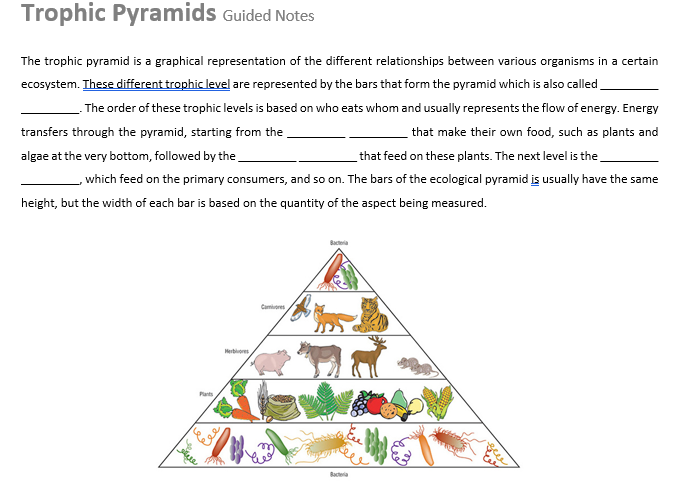 Trophic Pyramids Guided Notes
The trophic pyramid is a graphical representation of the different relationships between various organisms in a certain
ecosystem. These different trophic level are represented by the bars that form the pyramid which is also called __________
__________. The order of these trophic levels is based on who eats whom and usually represents the flow of energy. Energy
transfers through the pyramid, starting from the __________ __________ that make their own food, such as plants and
algae at the very bottom, followed by the __________ __________ that feed on these plants. The next level is the __________
__________, which feed on the primary consumers, and so on. The bars of the ecological pyramid is usually have the same
height, but the width of each bar is based on the quantity of the aspect being measured.
Bacteria
Carnivores
Herbivores
Plants
Bacteria